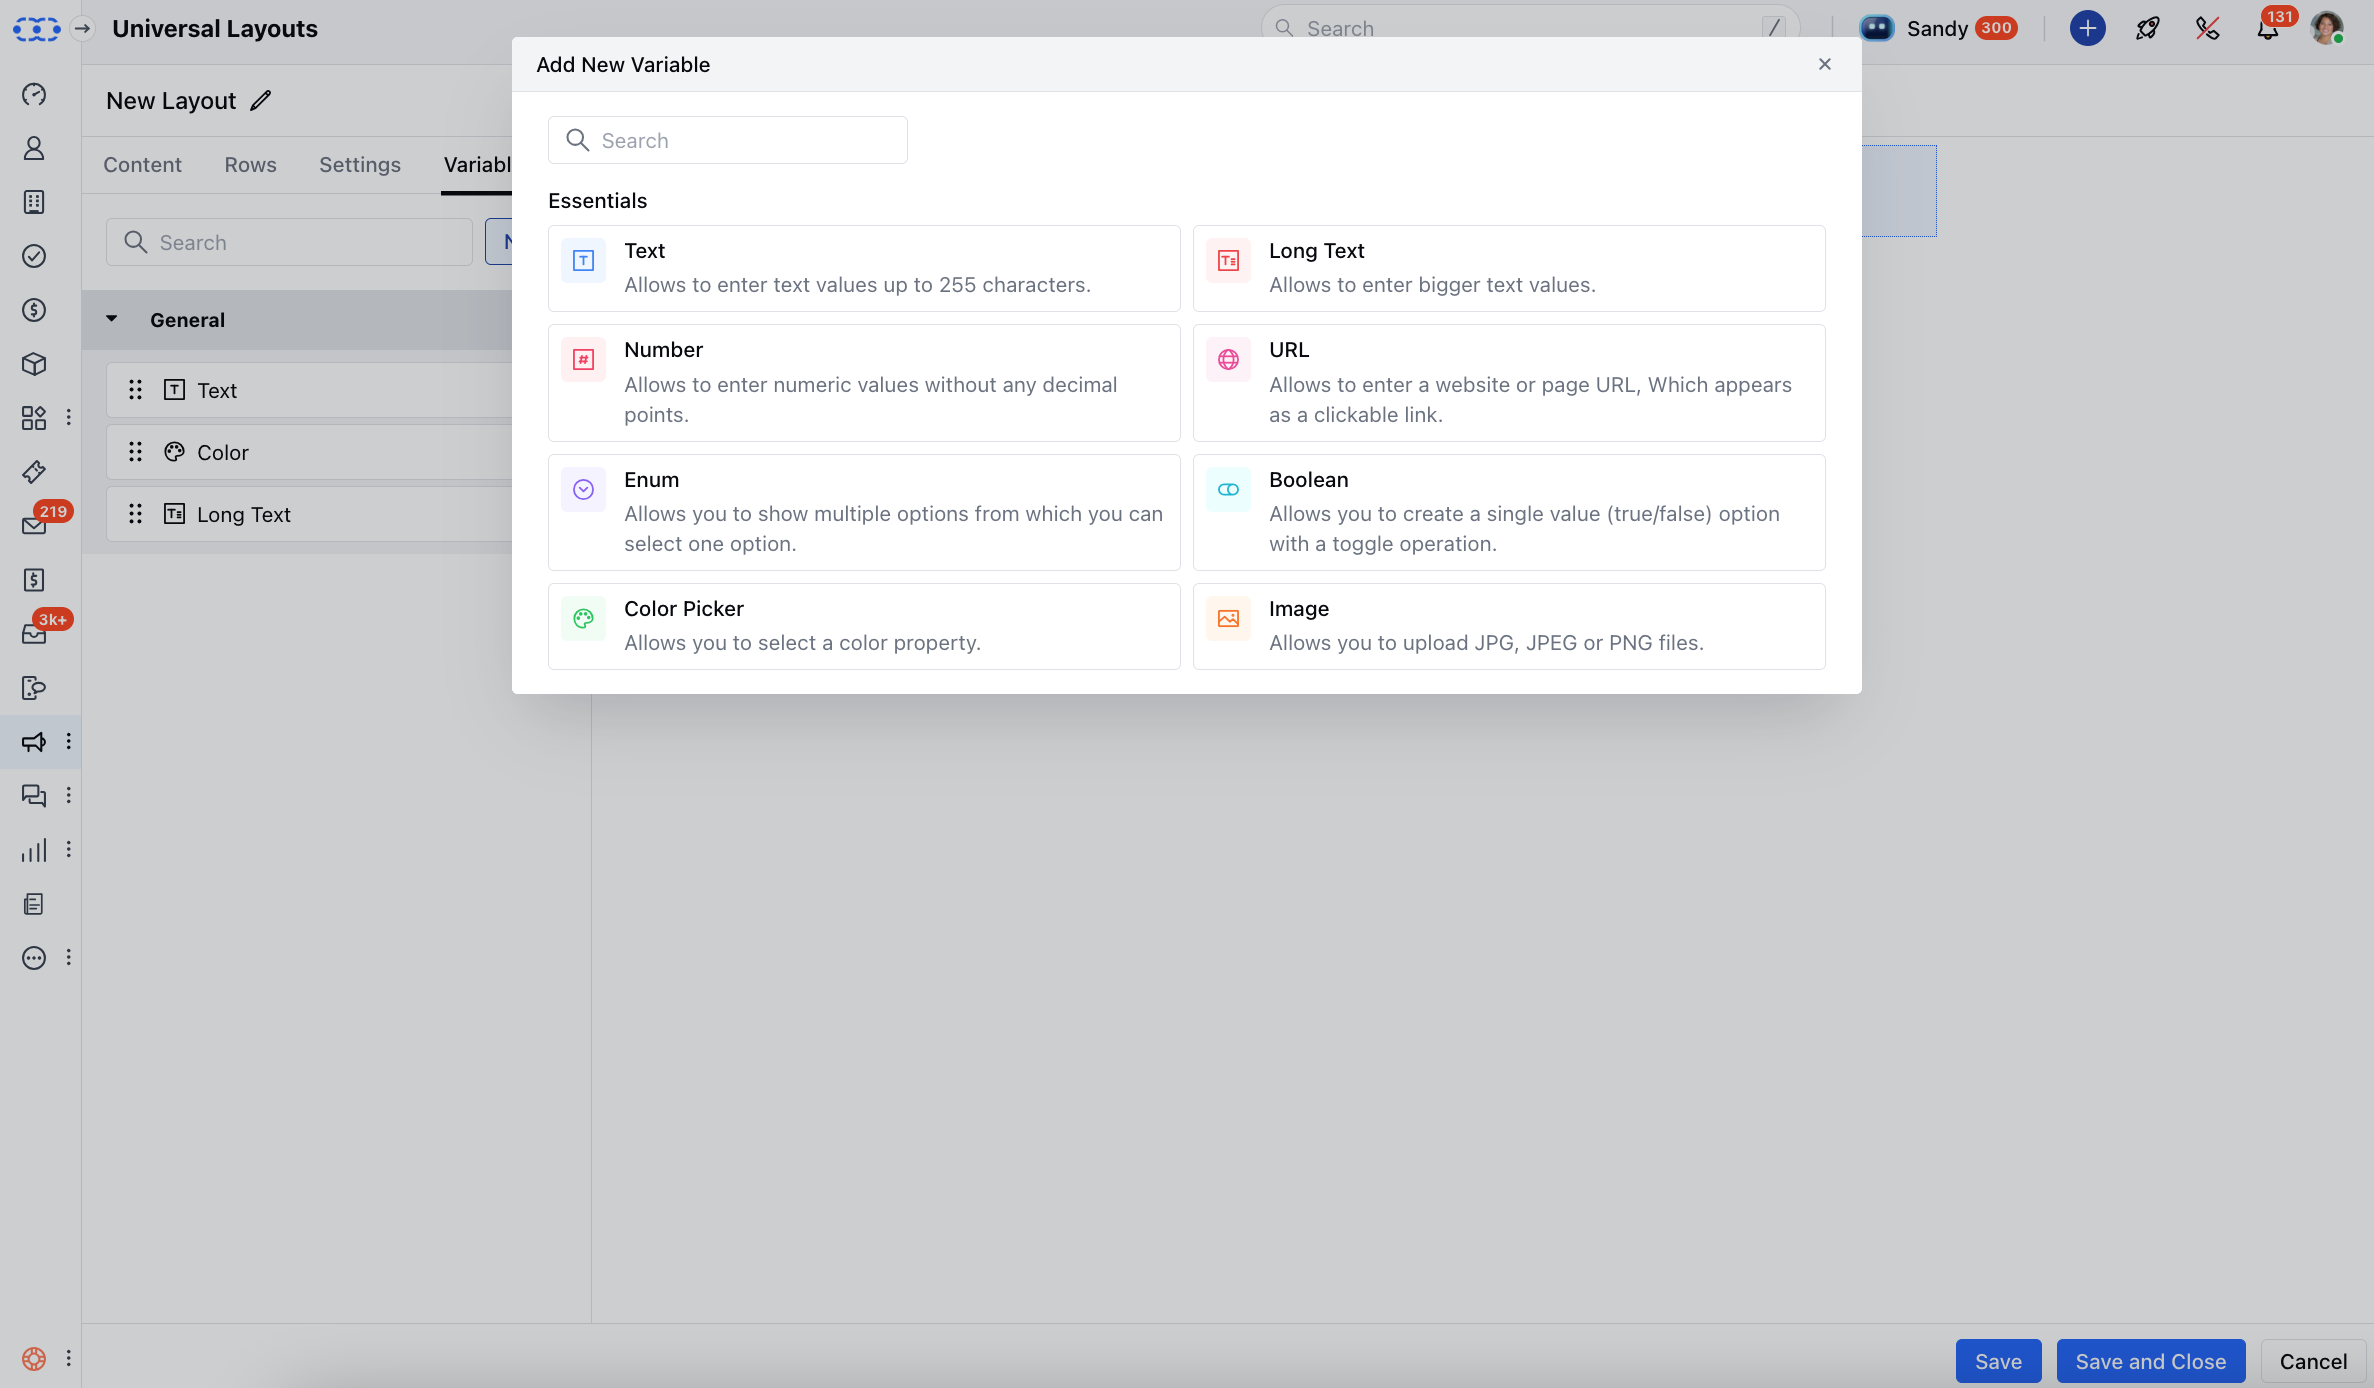 Universal Layouts
Search
/
Sandy
300
131
New Layout
Content
Rows
Settings
Search
General
Text
Color
Long Text
219
3k+
Add New Variable
Search
Essentials
Text
Allows to enter text values up to 255 characters.
Long Text
Allows to enter bigger text values.
Number
Allows to enter numeric values without any decimal
points.
URL
Allows to enter a website or page URL, Which appears
as a clickable link.
Enum
Allows you to show multiple options from which you can
select one option.
Boolean
Allows you to create a single value (true/false) option
with a toggle operation.
Color Picker
Allows you to select a color property.
Image
Allows you to upload JPG, JPEG or PNG files.
Save
Save and Close
Cancel